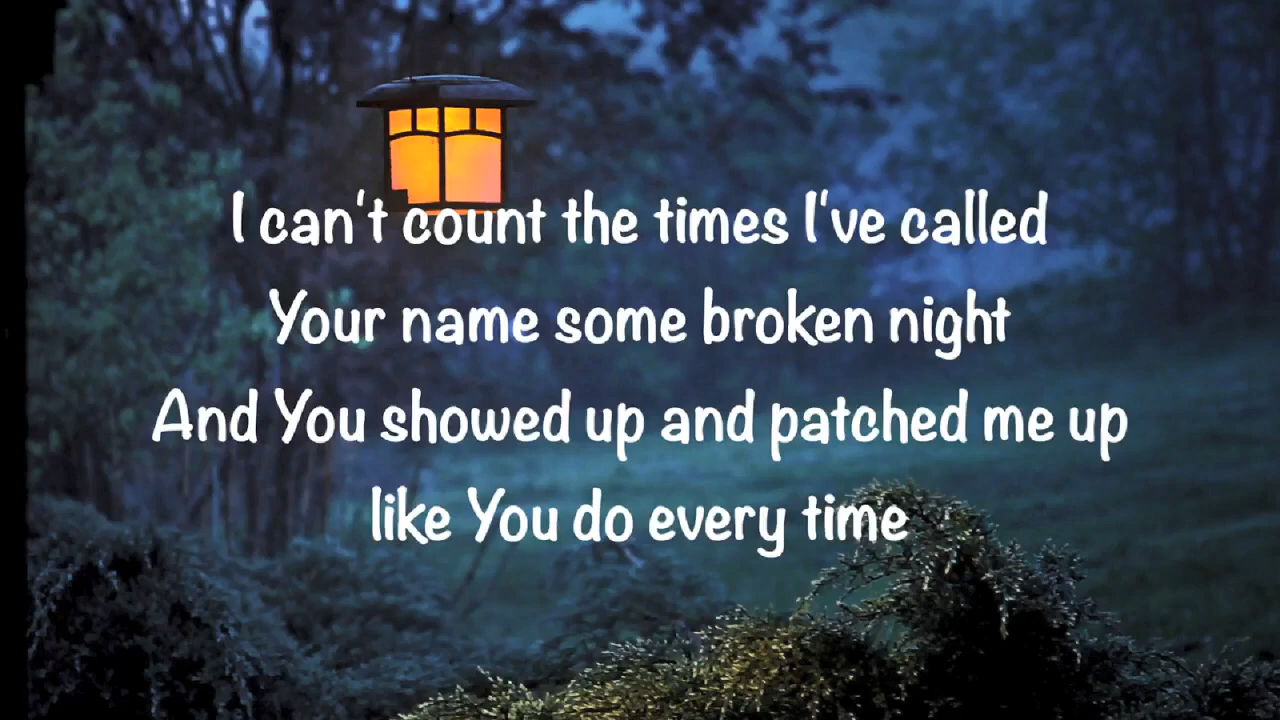 I can't count the times I've called
Your name some broken night
And You showed up and patched me up
like You do every time